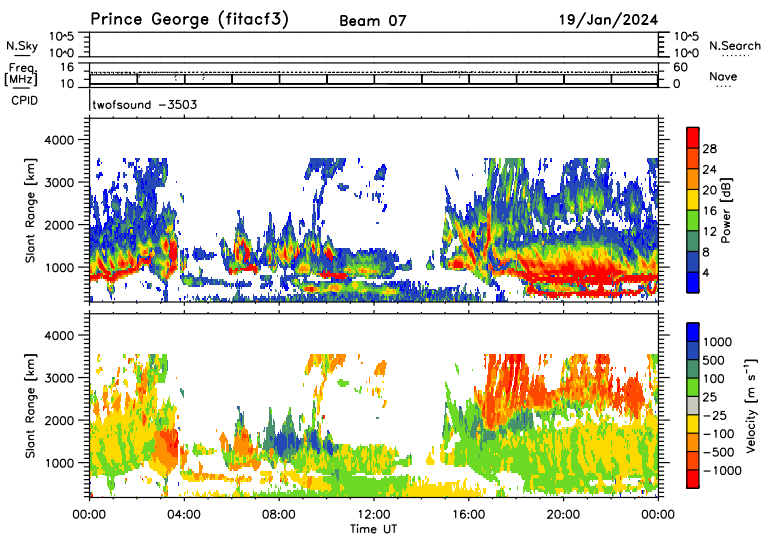 Prince George (fitacf3) Beam 07 19/Jan/2024
10^5 10^5
N.Sky N.Search
10^0 10^0
Freq. 16 60
[MHz] Nave
10 0
CPID
twofsound -3503
Slant Range [km]
4000
3000
2000
1000
28
24
20
16
12
8
4
Power [dB]
Slant Range [km]
4000
3000
2000
1000
1000
500
100
25
-25
-100
-500
-1000
Velocity [m s⁻¹]
00:00 04:00 08:00 12:00 16:00 20:00 00:00
Time UT